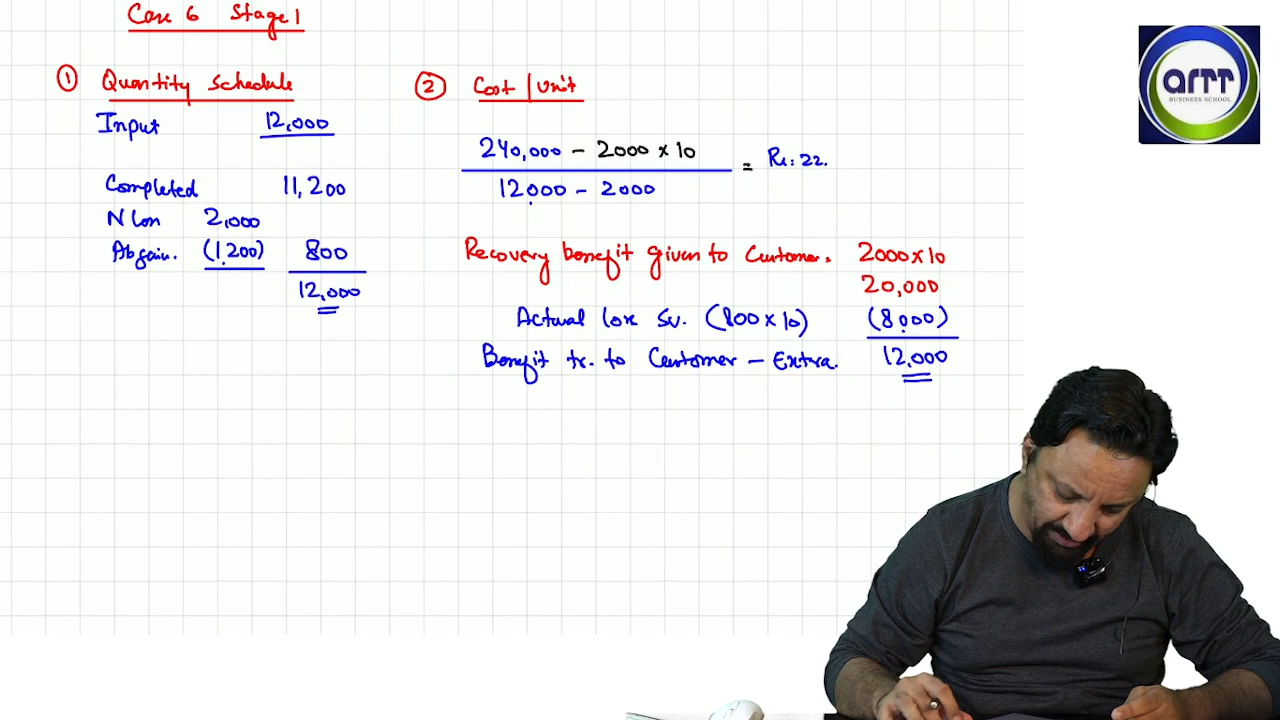 Case 6 Stage 1
① Quantity Schedule
Input 12,000
Completed 11,200
N Loss 2,000
Ab gain. (1,200) 800
12,000
② Cost / Unit
240,000 - 2000 x 10
12,000 - 2000
= Rs: 22.
Recovery benefit given to Customer = 2000 x 10
20,000
Actual loss Sv. (800 x 10) (8,000)
Benefit tr. to Customer - Extra. 12,000
ARTT
BUSINESS SCHOOL